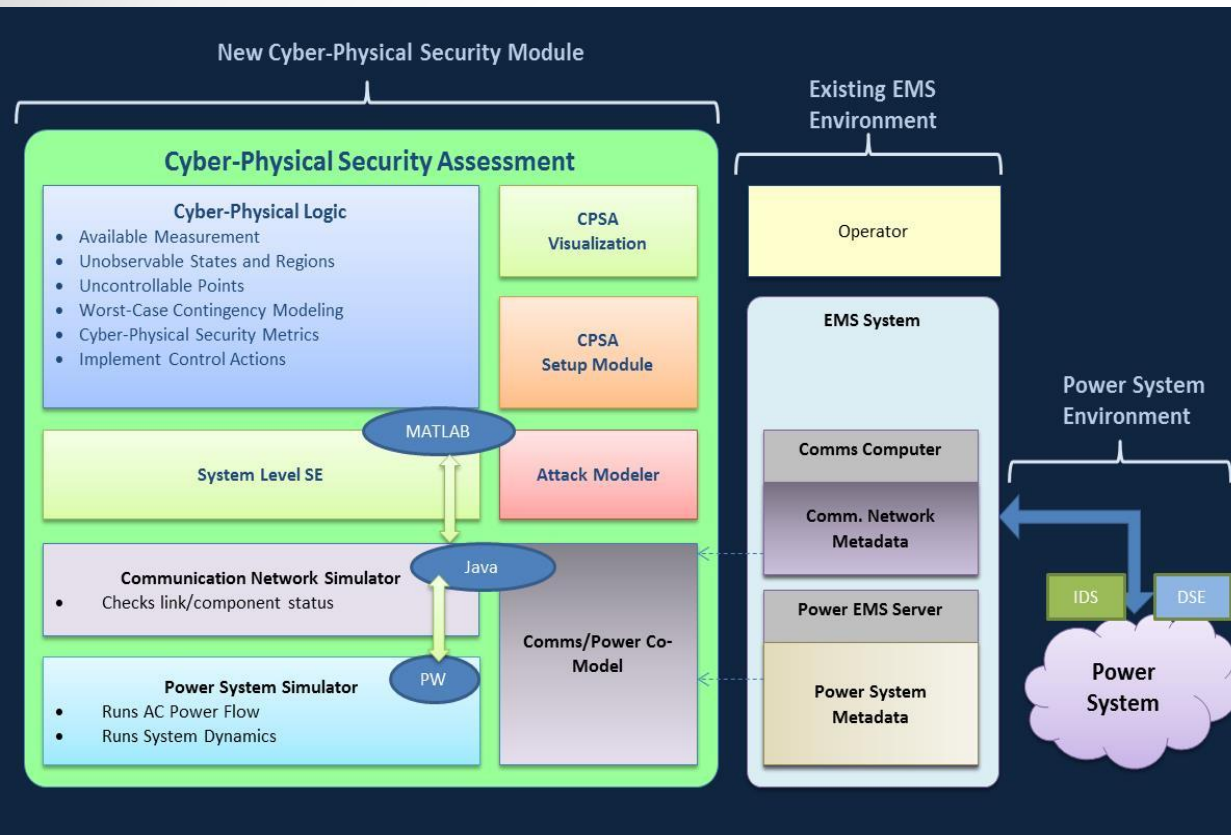 New Cyber-Physical Security Module
Existing EMS
Environment
Cyber-Physical Security Assessment
Cyber-Physical Logic
• Available Measurement
• Unobservable States and Regions
• Uncontrollable Points
• Worst-Case Contingency Modeling
• Cyber-Physical Security Metrics
• Implement Control Actions
CPSA
Visualization
CPSA
Setup Module
MATLAB
System Level SE
Attack Modeler
Java
Communication Network Simulator
• Checks link/component status
Comms/Power Co-
Model
PW
Power System Simulator
• Runs AC Power Flow
• Runs System Dynamics
Operator
EMS System
Comms Computer
Comm. Network
Metadata
Power EMS Server
Power System
Metadata
Power System
Environment
IDS
DSE
Power
System